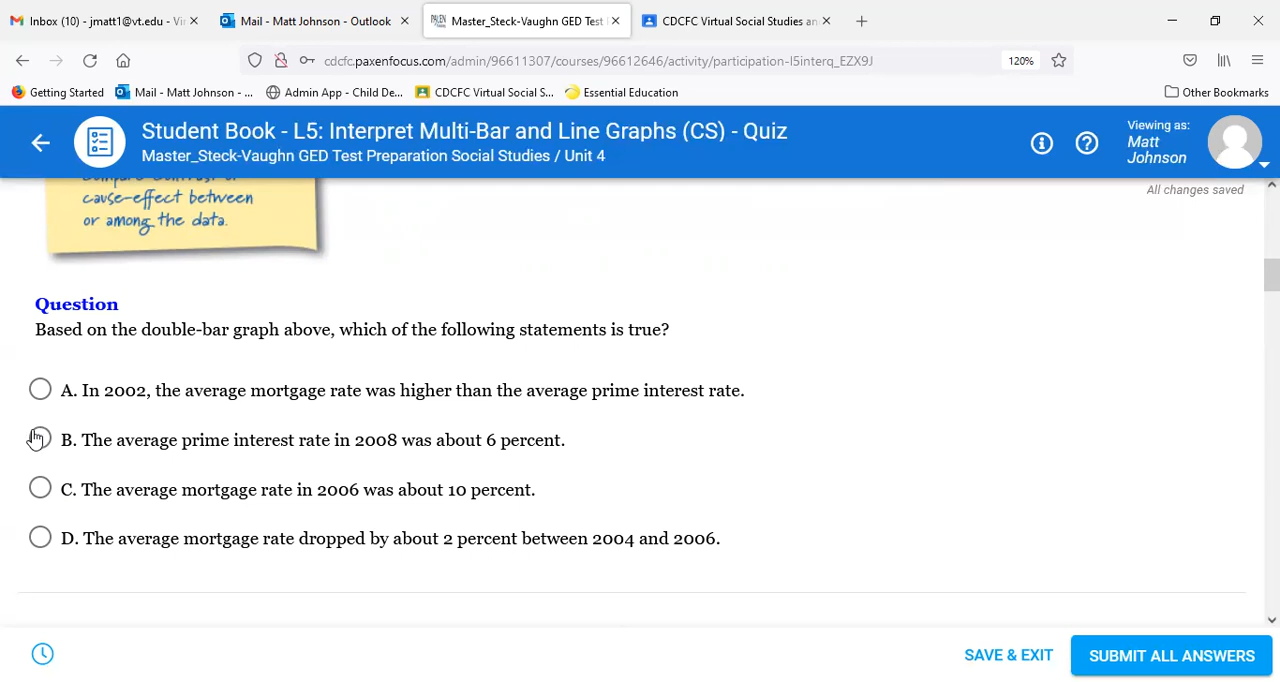 Inbox (10) - jmatt1@vt.edu - Vi
Mail - Matt Johnson - Outlook
Master_Steck-Vaughn GED Test
CDCFC Virtual Social Studies an
cdcfc.paxenfocus.com/admin/96611307/courses/96612646/activity/participation-l5interq_EZX9J
120%
Getting Started
Mail - Matt Johnson - ...
Admin App - Child De...
CDCFC Virtual Social S...
Essential Education
Other Bookmarks
Student Book - L5: Interpret Multi-Bar and Line Graphs (CS) - Quiz
Master_Steck-Vaughn GED Test Preparation Social Studies / Unit 4
Viewing as:
Matt
Johnson
All changes saved
cause-effect between
or among the data.
Question
Based on the double-bar graph above, which of the following statements is true?
A. In 2002, the average mortgage rate was higher than the average prime interest rate.
B. The average prime interest rate in 2008 was about 6 percent.
C. The average mortgage rate in 2006 was about 10 percent.
D. The average mortgage rate dropped by about 2 percent between 2004 and 2006.
SAVE & EXIT
SUBMIT ALL ANSWERS